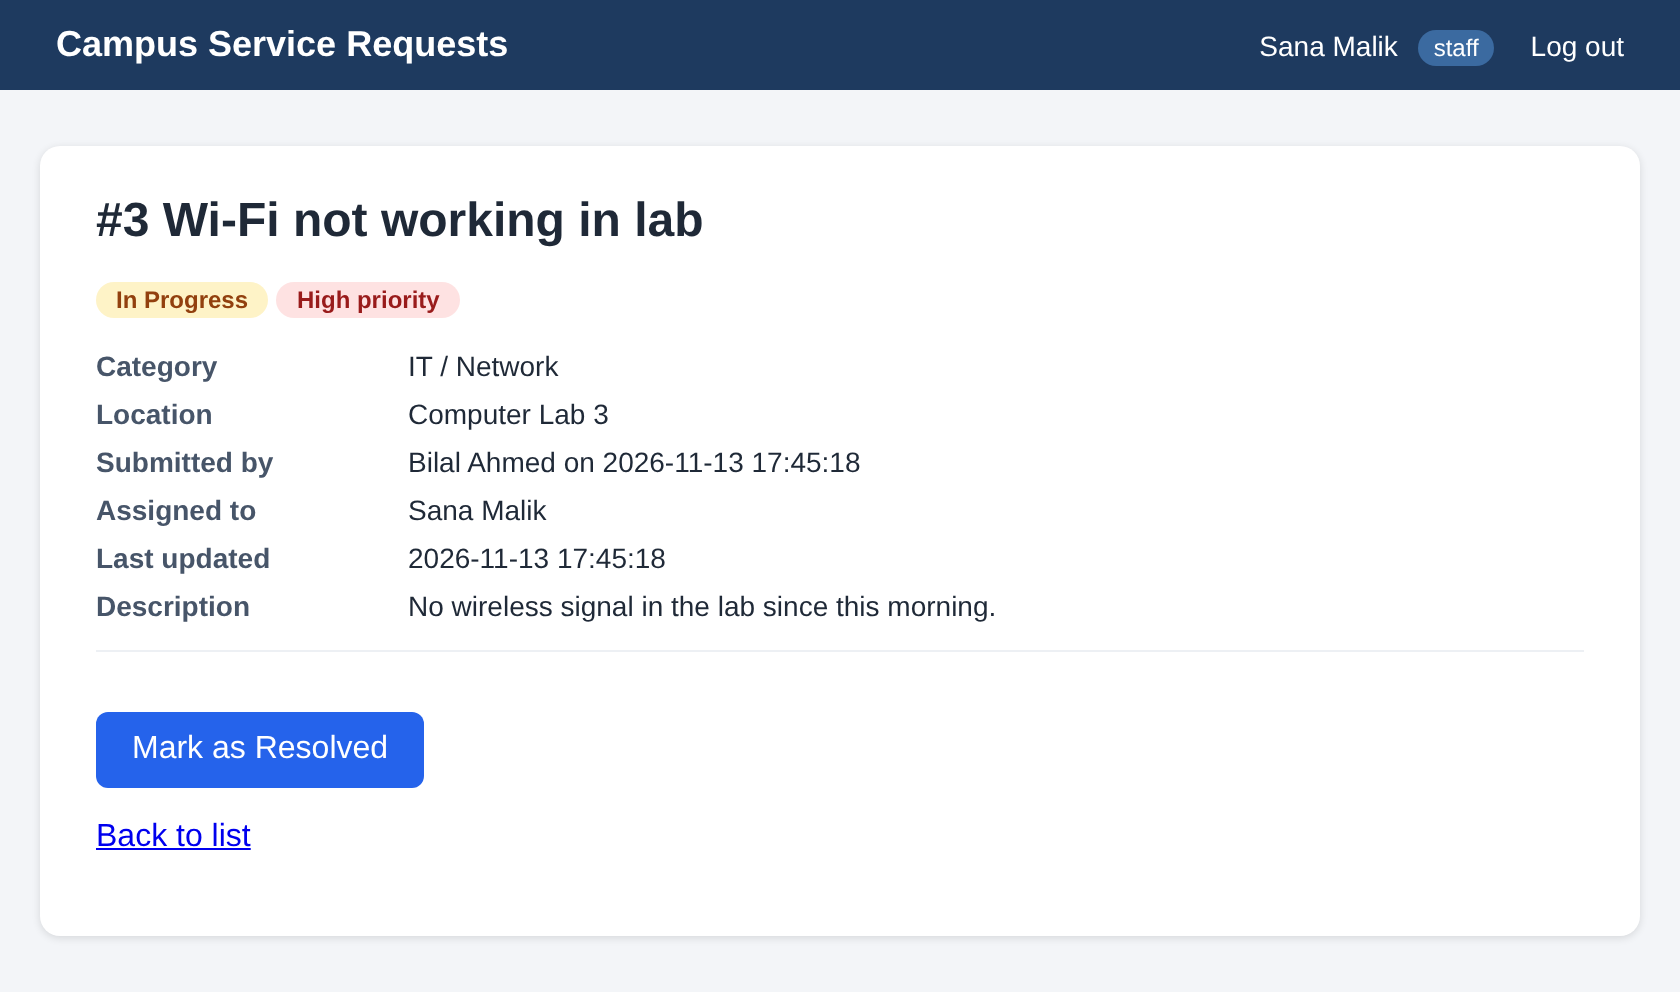 Campus Service Requests
Sana Malik staff Log out
#3 Wi-Fi not working in lab
In Progress High priority
Category IT / Network
Location Computer Lab 3
Submitted by Bilal Ahmed on 2026-11-13 17:45:18
Assigned to Sana Malik
Last updated 2026-11-13 17:45:18
Description No wireless signal in the lab since this morning.
Mark as Resolved
Back to list